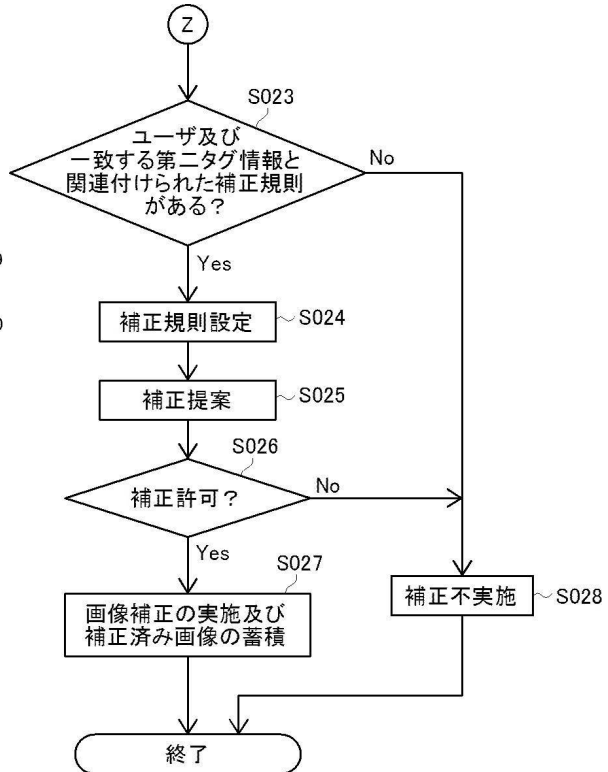 Z
S023
ユーザ及び
一致する第二タグ情報と
関連付けられた補正規則
がある？
No
Yes
補正規則設定
S024
補正提案
S025
S026
補正許可？
No
Yes
S027
画像補正の実施及び
補正済み画像の蓄積
補正不実施
S028
終了